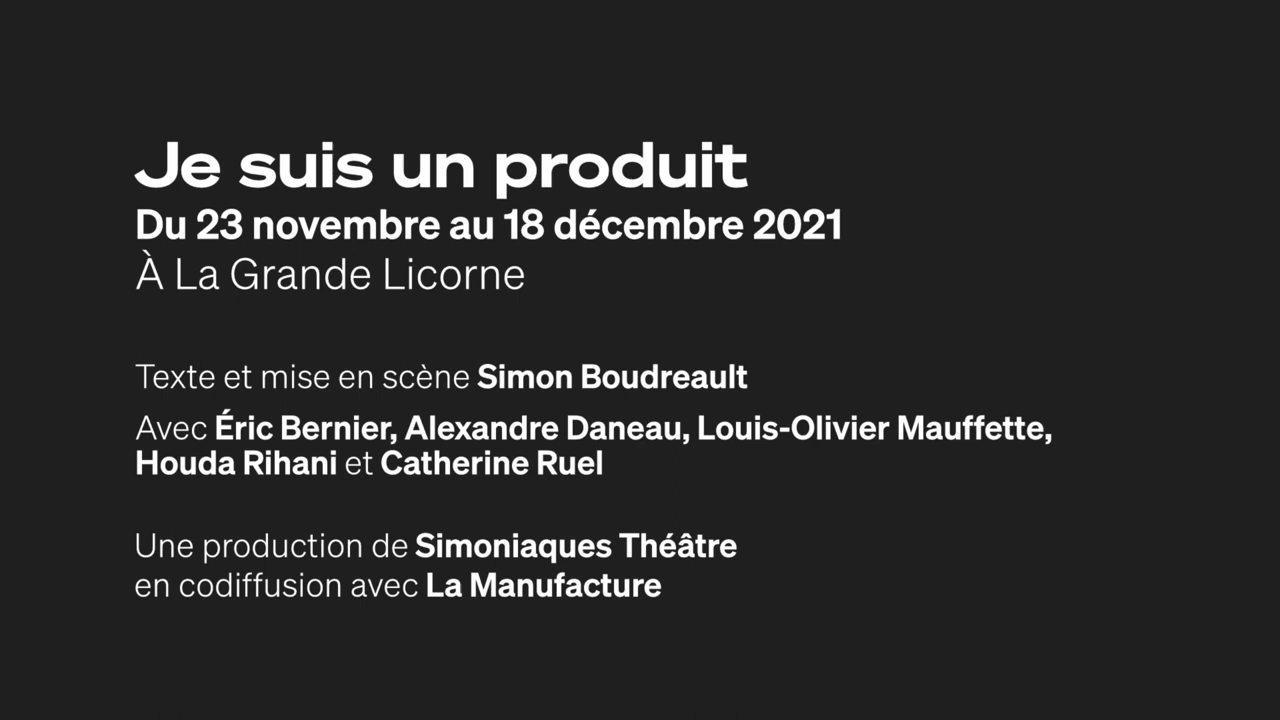 Je suis un produit
Du 23 novembre au 18 décembre 2021
À La Grande Licorne
Texte et mise en scène Simon Boudreault
Avec Éric Bernier, Alexandre Daneau, Louis-Olivier Mauffette,
Houda Rihani et Catherine Ruel
Une production de Simoniaques Théâtre
en codiffusion avec La Manufacture